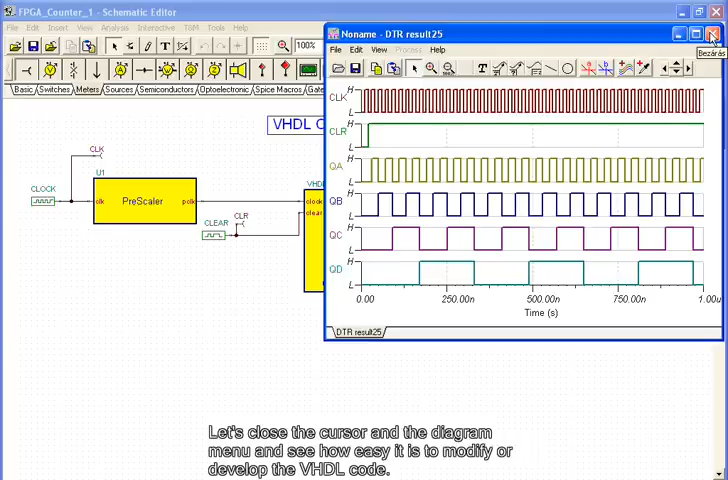 FPGA_Counter_1 - Schematic Editor
File Edit Insert View Analysis Interactive T&M Tools Help
100%
Basic Switches Meters Sources Semiconductors Optoelectronic Spice Macros Gate
VHDL C
CLK
CLOCK
U1
clk PreScaler pclk
CLEAR
CLR
VHD
clock
clear
Noname - DTR result25
Bezárás
File Edit View Process Help
T
CLK H L
CLR H L
QA H L
QB H L
QC H L
QD H L
0.00 250.00n 500.00n 750.00n 1.00u
Time (s)
DTR result25
Let's close the cursor and the diagram
menu and see how easy it is to modify or
develop the VHDL code.